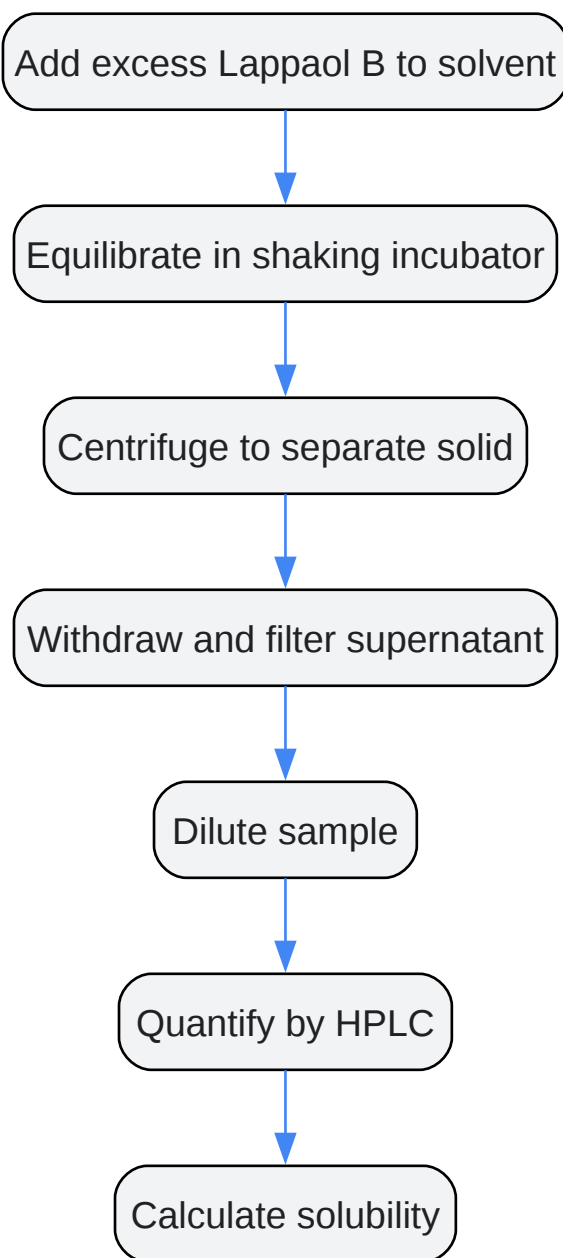 Add excess Lappaol B to solvent
Equilibrate in shaking incubator
Centrifuge to separate solid
Withdraw and filter supernatant
Dilute sample
Quantify by HPLC
Calculate solubility